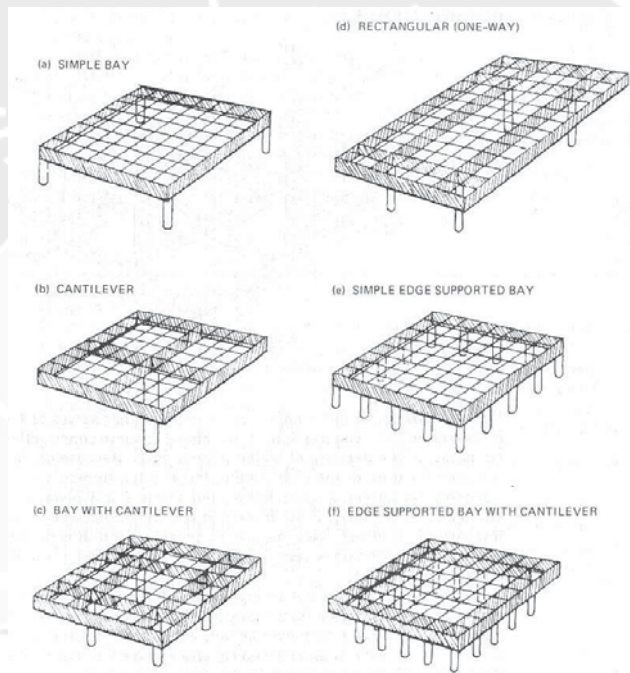 (a) SIMPLE BAY
(b) CANTILEVER
(c) BAY WITH CANTILEVER
(d) RECTANGULAR (ONE-WAY)
(e) SIMPLE EDGE SUPPORTED BAY
(f) EDGE SUPPORTED BAY WITH CANTILEVER